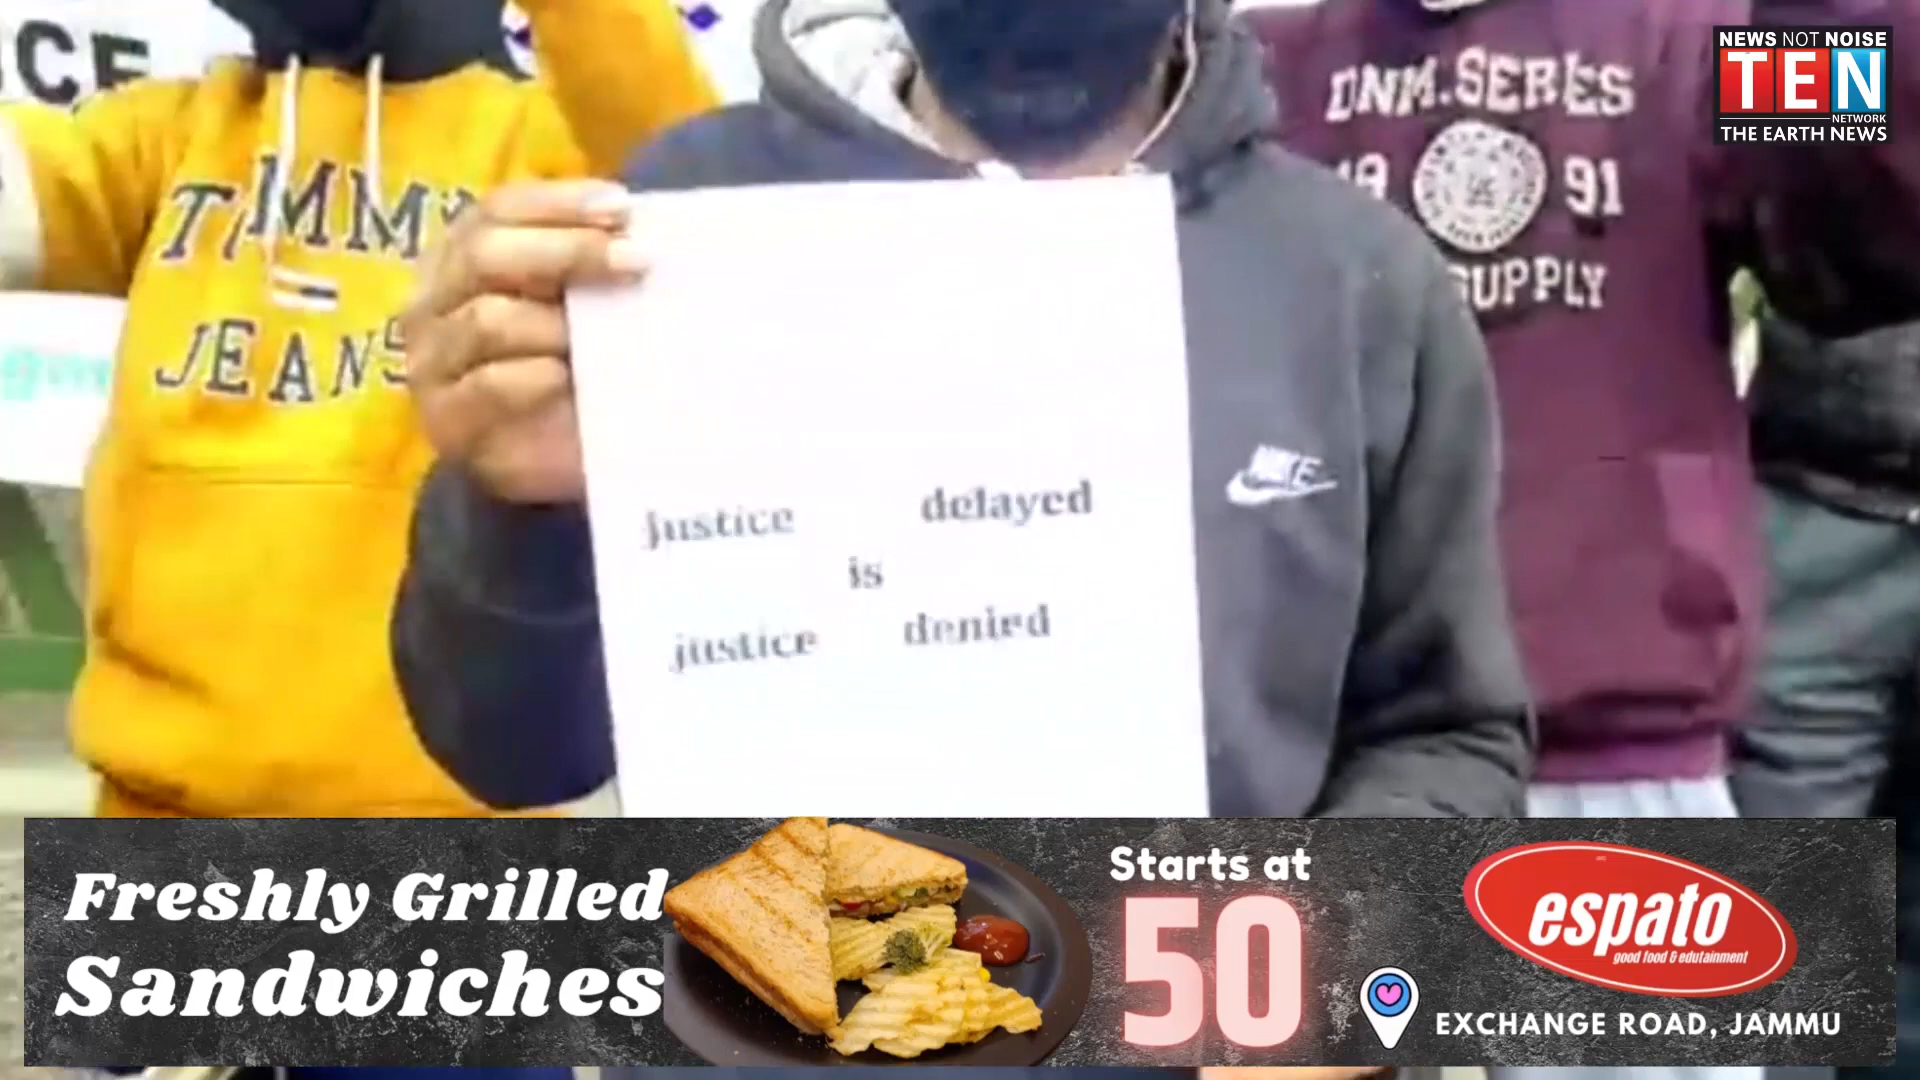 NEWS NOT NOISE
TEN
NETWORK
THE EARTH NEWS
TOMMY
JEANS
DNM.SERIES
19 91
SUPPLY
NIKE
justice delayed
is
justice denied
Freshly Grilled
Sandwiches
Starts at
50
espato
good food & edutainment
EXCHANGE ROAD, JAMMU